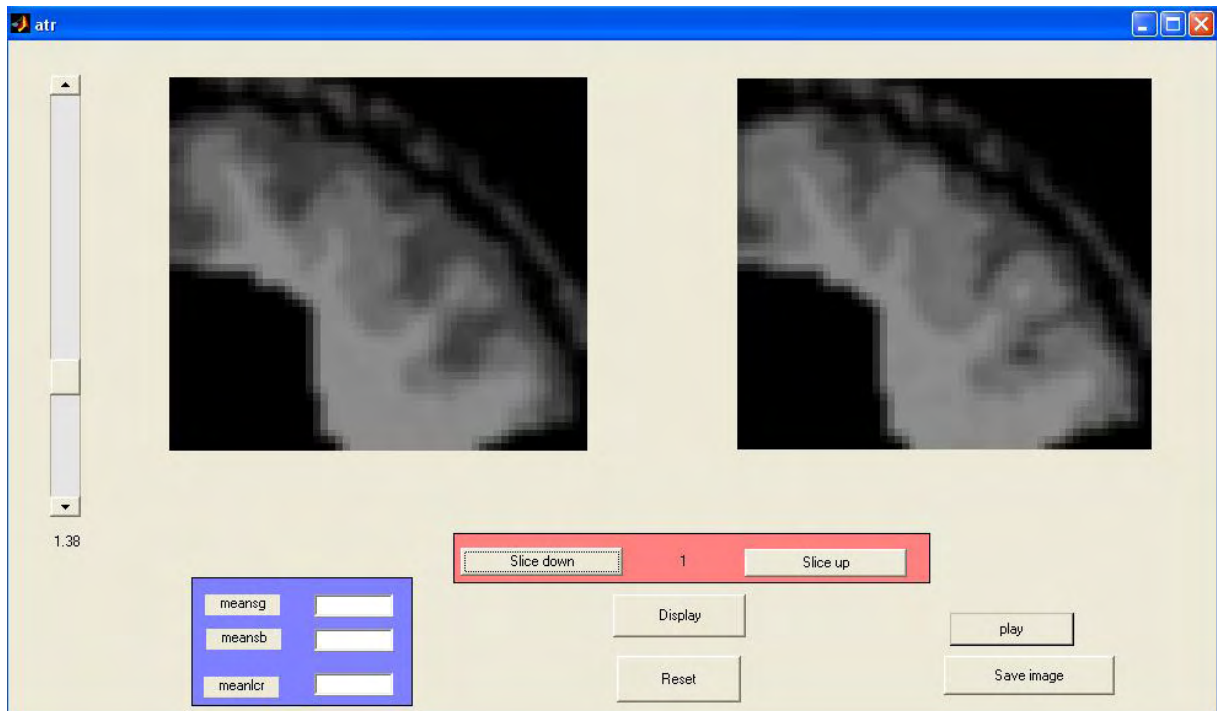 atr
1.38
Slice down 1 Slice up
meansg
meansb
meanlcr
Display
Reset
play
Save image